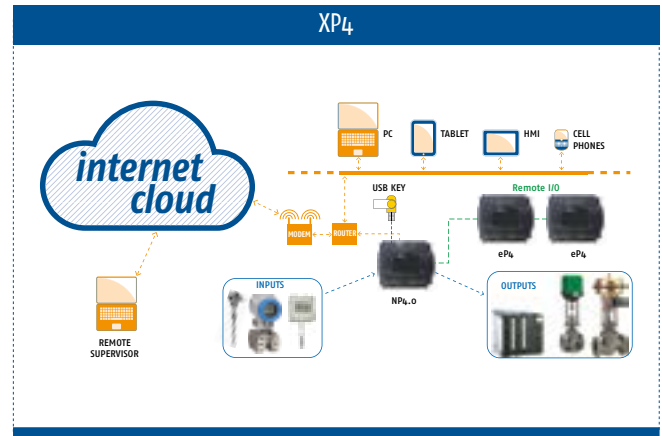 XP4
internet
cloud
PC
TABLET
HMI
CELL
PHONES
USB KEY
Remote I/O
MODEM
ROUTER
eP4
eP4
INPUTS
NP4.0
OUTPUTS
REMOTE
SUPERVISOR